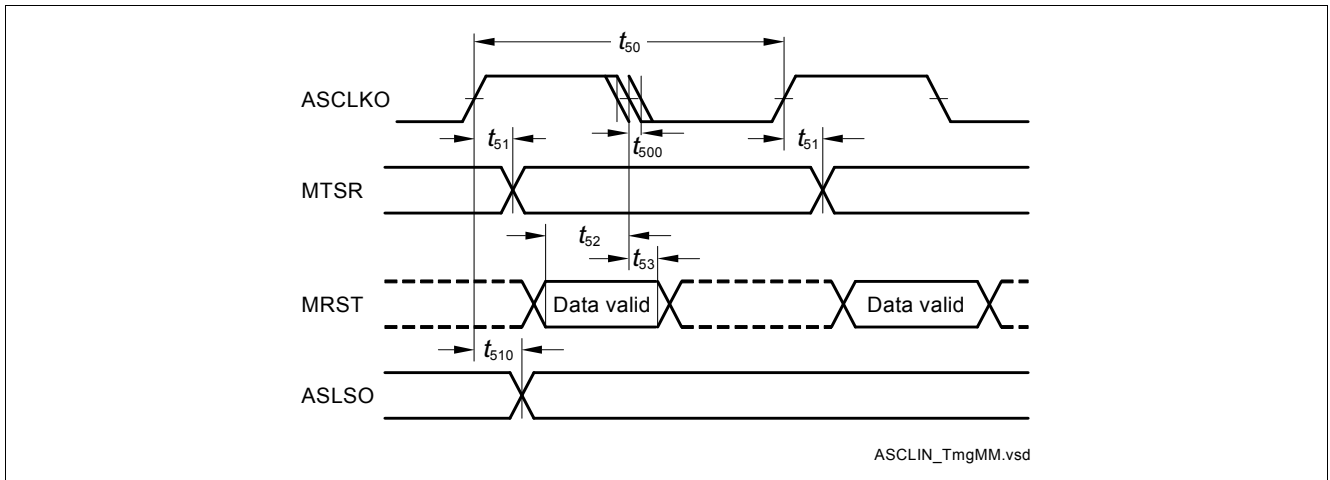 t50
ASCLKO
t51
t500
t51
MTSR
t52
t53
MRST
Data valid
Data valid
t510
ASLSO
ASCLIN_TmgMM.vsd